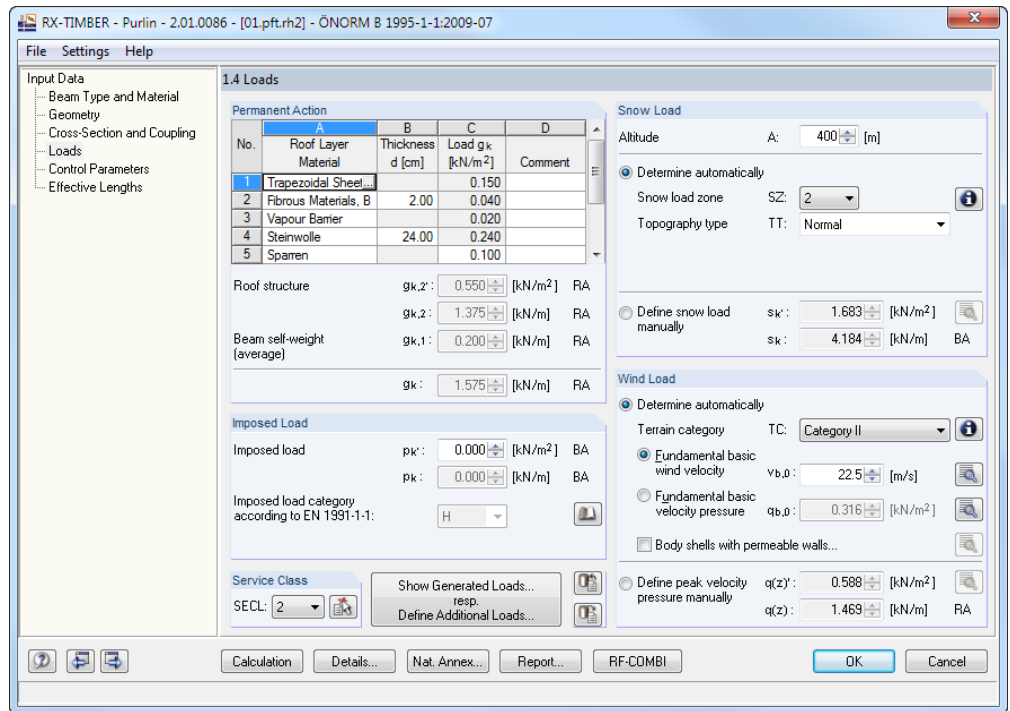 RX-TIMBER - Purlin - 2.01.0086 - [01.pft.rh2] - ÖNORM B 1995-1-1:2009-07
File Settings Help
Input Data
Beam Type and Material
Geometry
Cross-Section and Coupling
Loads
Control Parameters
Effective Lengths
1.4 Loads
Permanent Action
A B C D
No. Roof Layer Thickness Load gk
Material d [cm] [kN/m²] Comment
1 Trapezoidal Sheet... 0.150
2 Fibrous Materials, B 2.00 0.040
3 Vapour Barrier 0.020
4 Steinwolle 24.00 0.240
5 Sparren 0.100
Roof structure gk,2': 0.550 [kN/m²] RA
gk,2: 1.375 [kN/m] RA
Beam self-weight gk,1: 0.200 [kN/m] RA
(average)
gk: 1.575 [kN/m] RA
Imposed Load
Imposed load pk': 0.000 [kN/m²] BA
pk: 0.000 [kN/m] BA
Imposed load category
according to EN 1991-1-1: H
Service Class
SECL: 2
Show Generated Loads...
resp.
Define Additional Loads...
Snow Load
Altitude A: 400 [m]
Determine automatically
Snow load zone SZ: 2
Topography type TT: Normal
Define snow load sk': 1.683 [kN/m²]
manually
sk: 4.184 [kN/m] BA
Wind Load
Determine automatically
Terrain category TC: Category II
Fundamental basic
wind velocity vb,0: 22.5 [m/s]
Fundamental basic
velocity pressure qb,0: 0.316 [kN/m²]
Body shells with permeable walls...
Define peak velocity q(z)': 0.588 [kN/m²]
pressure manually
q(z): 1.469 [kN/m] RA
Calculation Details... Nat. Annex... Report... RF-COMBI OK Cancel